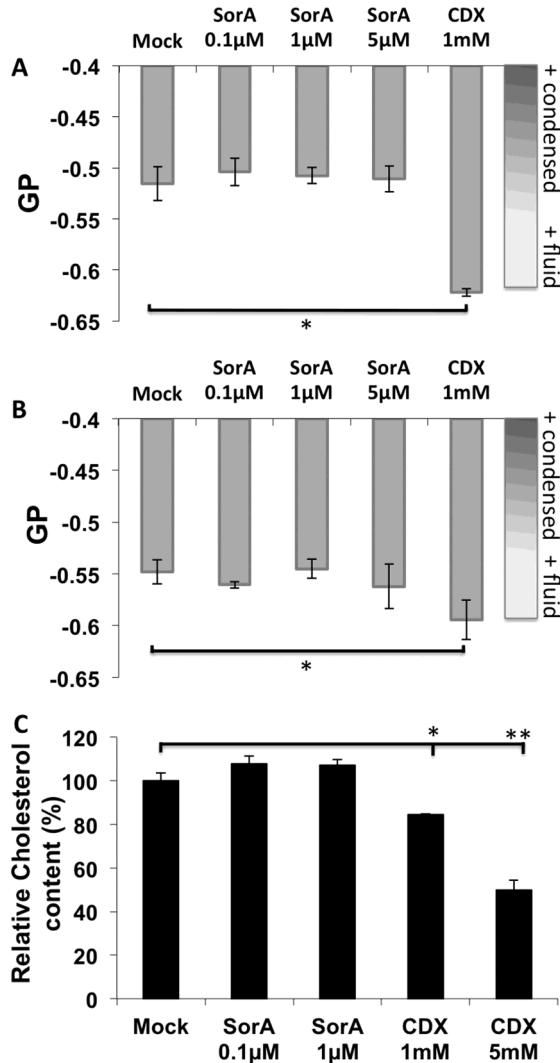 SorA SorA SorA CDX
Mock 0.1µM 1µM 5µM 1mM
A
-0.4
-0.45
-0.5
-0.55
-0.6
-0.65
GP
+ condensed
+ fluid
*
SorA SorA SorA CDX
Mock 0.1µM 1µM 5µM 1mM
B
-0.4
-0.45
-0.5
-0.55
-0.6
-0.65
GP
+ condensed
+ fluid
*
C
* **
120
100
80
60
40
20
0
Relative Cholesterol
content (%)
Mock SorA SorA CDX CDX
0.1µM 1µM 1mM 5mM